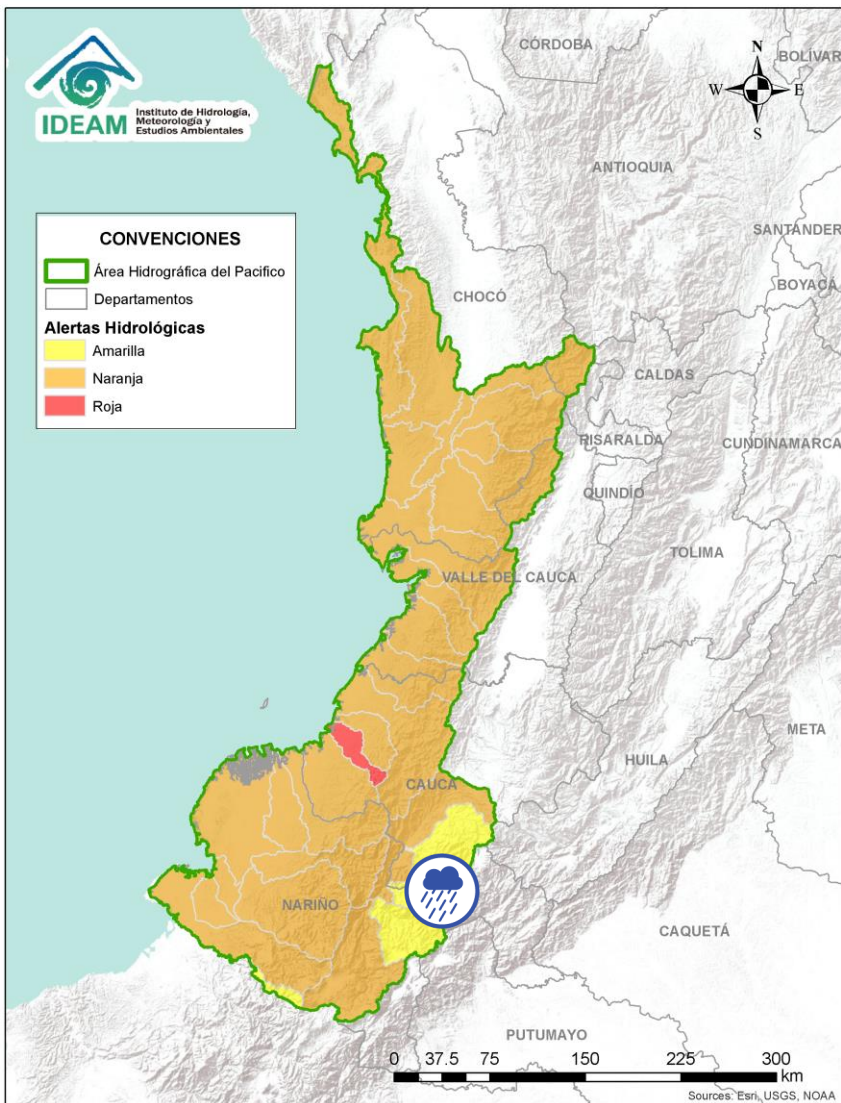 IDEAM
Instituto de Hidrología,
Meteorología y
Estudios Ambientales
CÓRDOBA
BOLÍVAR
N
W
E
S
ANTIOQUIA
SANTANDER
BOYACÁ
CONVENCIONES
Área Hidrográfica del Pacifico
Departamentos
Alertas Hidrológicas
Amarilla
Naranja
Roja
CHOCÓ
CALDAS
RISARALDA
CUNDINAMARCA
QUINDÍO
TOLIMA
VALLE DEL CAUCA
META
HUILA
CAUCA
NARIÑO
CAQUETÁ
PUTUMAYO
0 37.5 75 150 225 300
km
Sources: Esri, USGS, NOAA